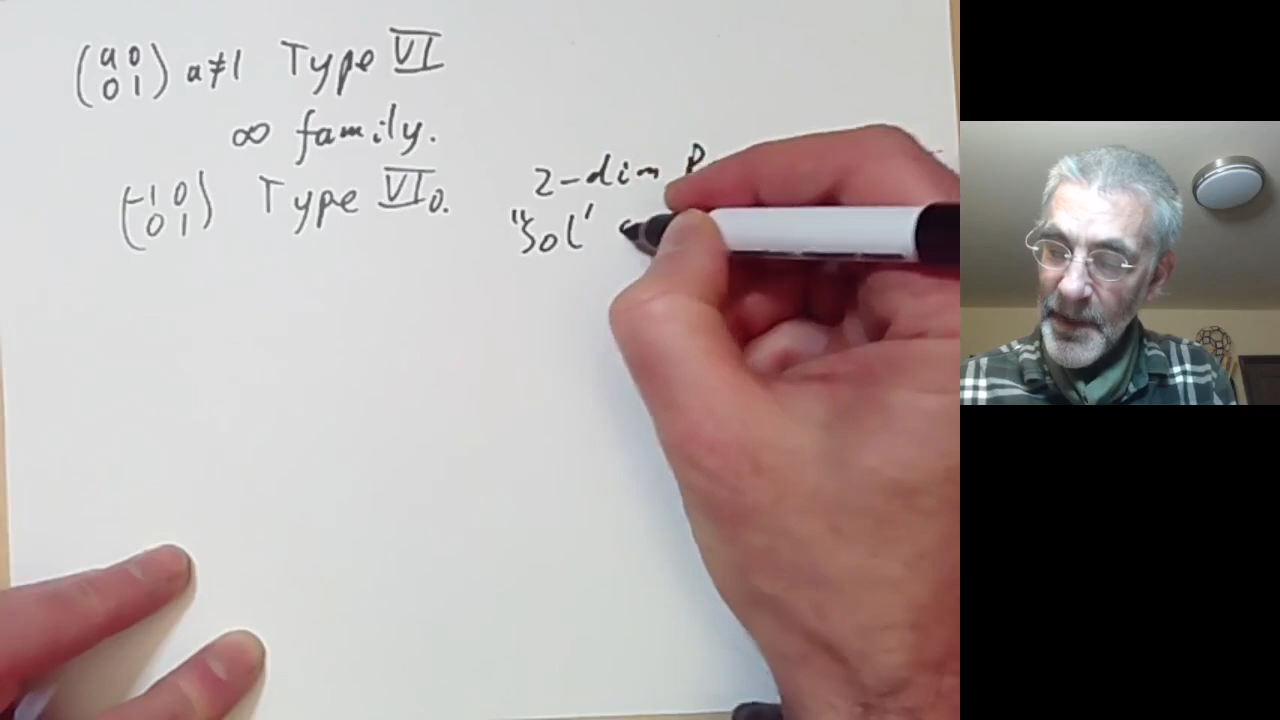 (a 0
0 1) a≠1 Type VI
∞ family.
(-1 0
0 1) Type VI₀.
2-dim P
"Sol"